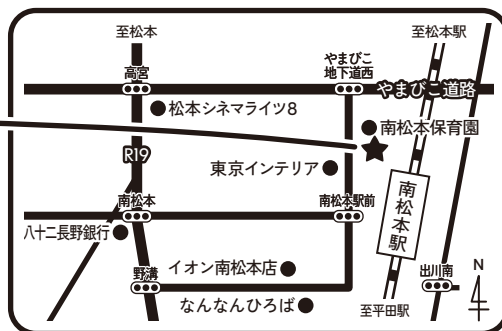 至松本
至松本駅
高宮
やまびこ
地下道西
やまびこ道路
松本シネマライツ8
南松本保育園
R19
東京インテリア
南松本
南松本駅前
南松本駅
八十二長野銀行
イオン南松本店
野溝
出川南
N
なんなんひろば
至平田駅